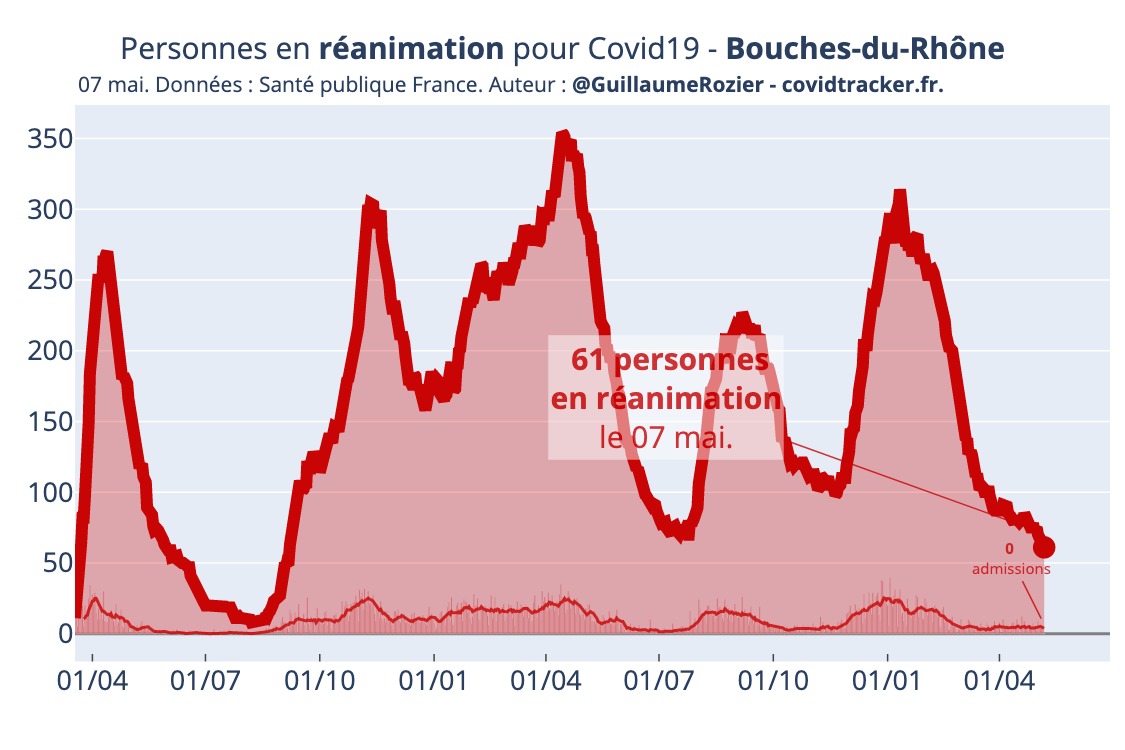 Personnes en réanimation pour Covid19 - Bouches-du-Rhône
07 mai. Données : Santé publique France. Auteur : @GuillaumeRozier - covidtracker.fr.
350
300
250
200
150
100
50
0
61 personnes
en réanimation
le 07 mai.
0
admissions
01/04 01/07 01/10 01/01 01/04 01/07 01/10 01/01 01/04